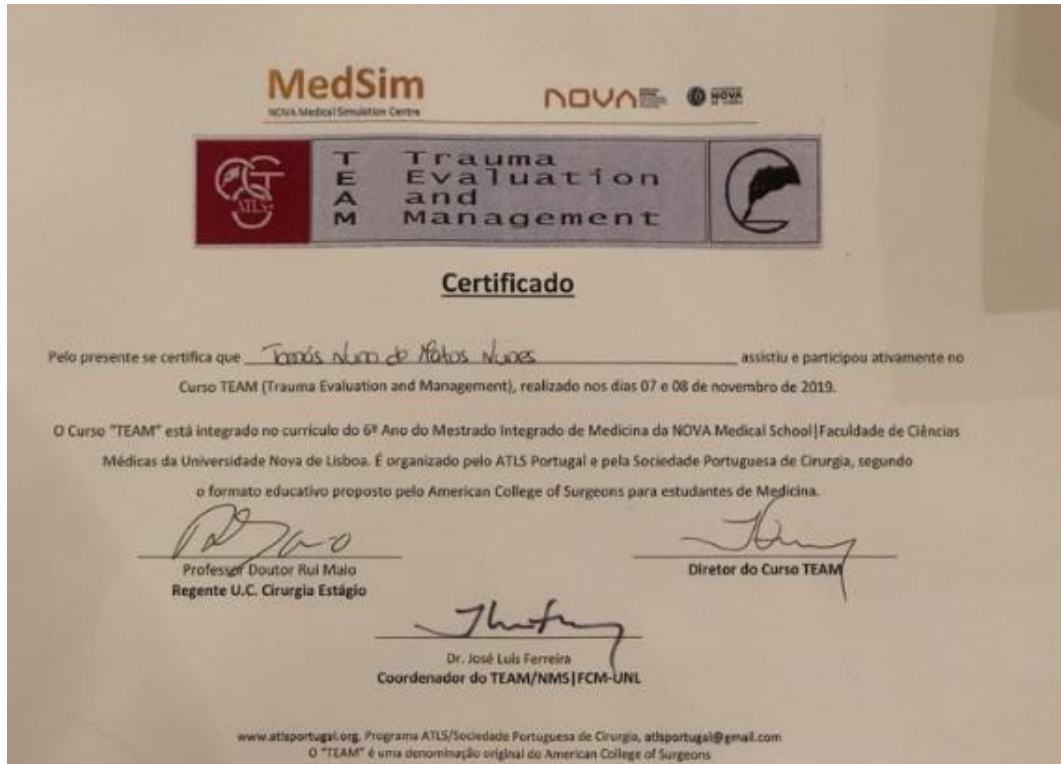 MedSim
NOVA Medical Simulation Centre
NOVA
NOVA
ATLS
TEAM
Trauma
Evaluation
and
Management
Certificado
Pelo presente se certifica que Tomás Nuno de Matos Nunes assistiu e participou ativamente no
Curso TEAM (Trauma Evaluation and Management), realizado nos dias 07 e 08 de novembro de 2019.
O Curso "TEAM" está integrado no currículo do 6º Ano do Mestrado Integrado de Medicina da NOVA Medical School|Faculdade de Ciências
Médicas da Universidade Nova de Lisboa. É organizado pelo ATLS Portugal e pela Sociedade Portuguesa de Cirurgia, segundo
o formato educativo proposto pelo American College of Surgeons para estudantes de Medicina.
Professor Doutor Rui Maio
Regente U.C. Cirurgia Estágio
Diretor do Curso TEAM
Dr. José Luis Ferreira
Coordenador do TEAM/NMS|FCM-UNL
www.atlsportugal.org, Programa ATLS/Sociedade Portuguesa de Cirurgia, atlsportugal@gmail.com
O "TEAM" é uma denominação original do American College of Surgeons